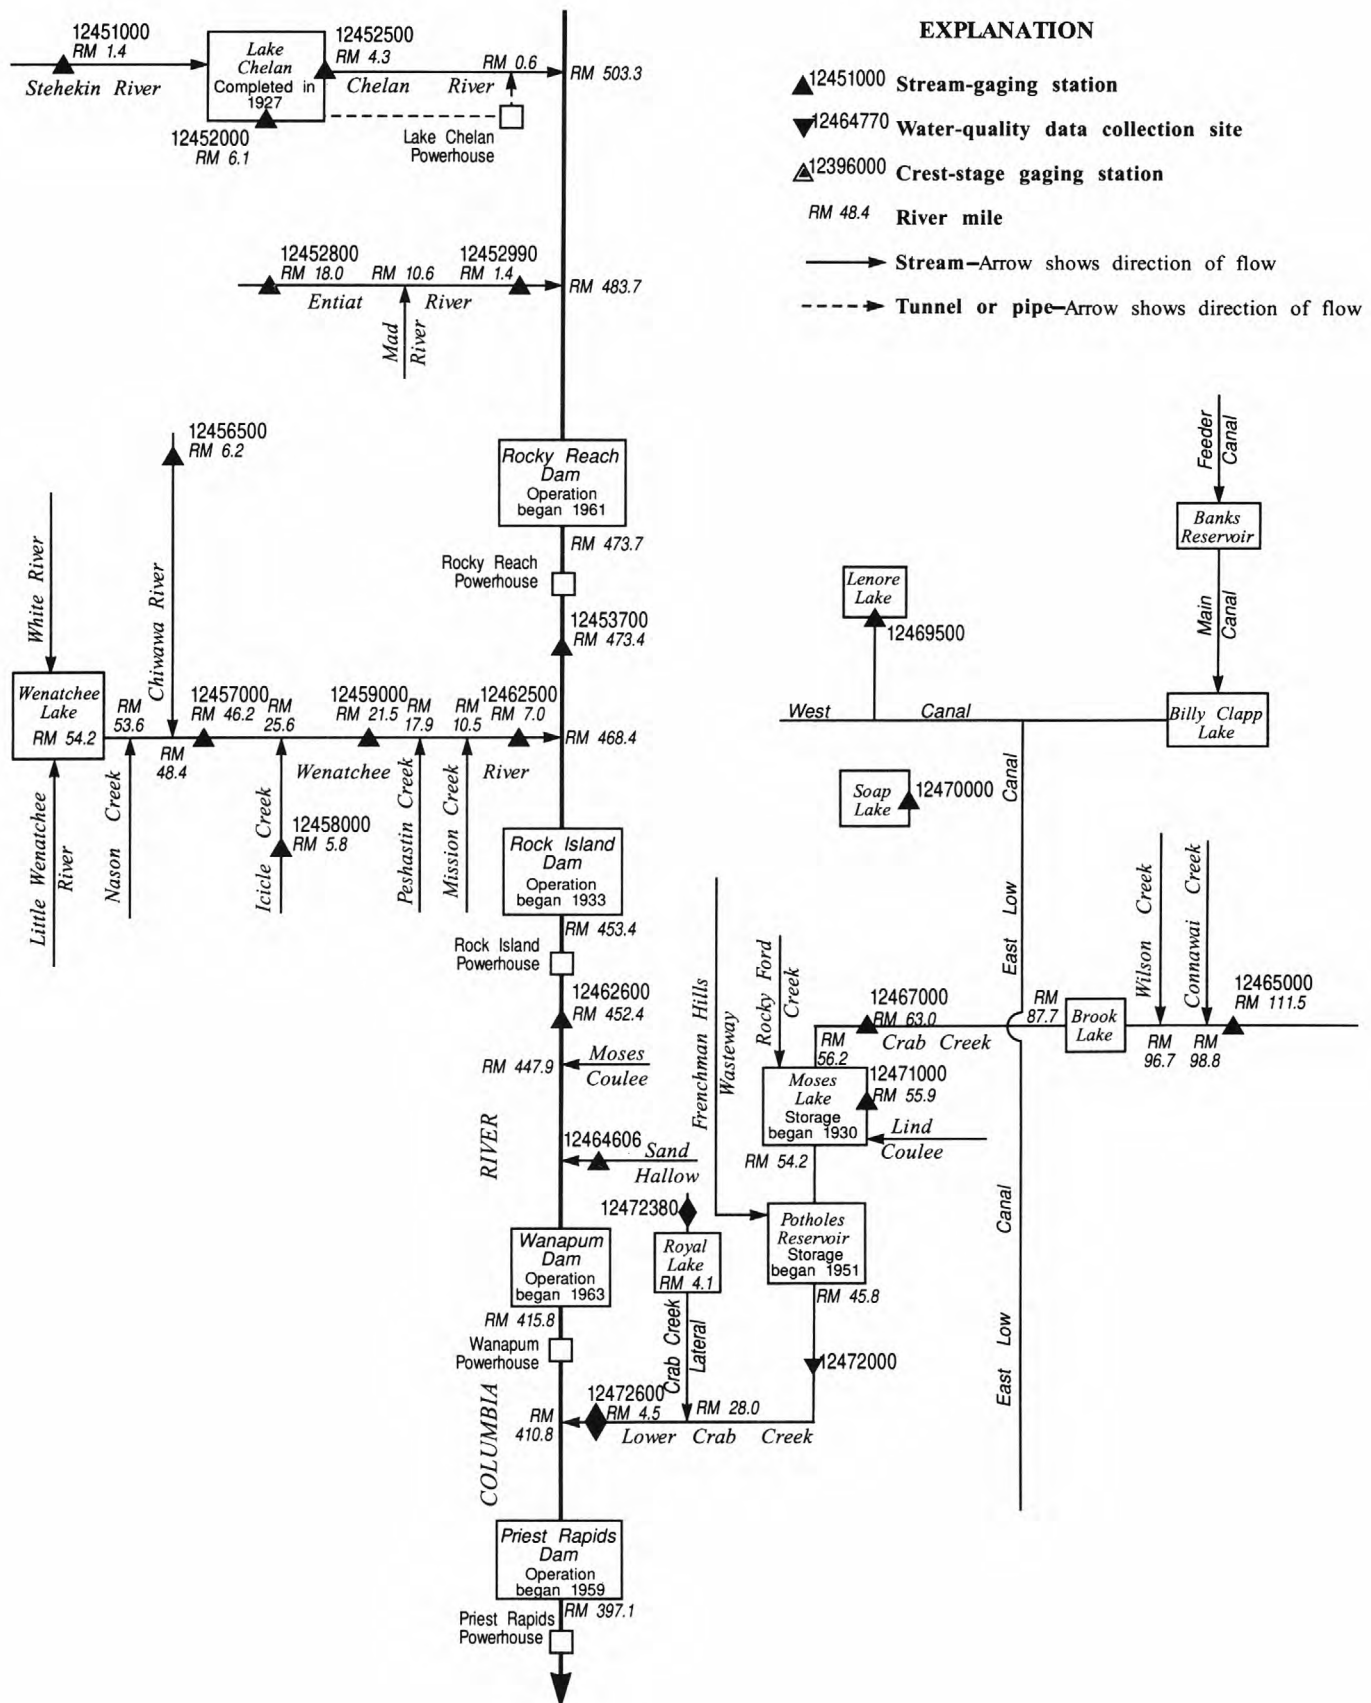 EXPLANATION
12451000 Stream-gaging station
12464770 Water-quality data collection site
12396000 Crest-stage gaging station
RM 48.4 River mile
Stream—Arrow shows direction of flow
Tunnel or pipe—Arrow shows direction of flow
12451000
RM 1.4
Stehekin River
Lake
Chelan
Completed in
1927
12452000
RM 6.1
12452500
RM 4.3
Chelan River
RM 0.6
RM 503.3
Lake Chelan
Powerhouse
12452800
RM 18.0
RM 10.6
12452990
RM 1.4
RM 483.7
Entiat River
Mad
River
12456500
RM 6.2
Rocky Reach
Dam
Operation
began 1961
RM 473.7
Rocky Reach
Powerhouse
12453700
RM 473.4
White River
Chiwawa River
Wenatchee
Lake
RM 54.2
RM
53.6
RM
48.4
12457000
RM 46.2
RM
25.6
12459000
RM 21.5
RM
17.9
RM
10.5
12462500
RM 7.0
RM 468.4
Wenatchee River
Little Wenatchee
River
Nason Creek
Icicle Creek
12458000
RM 5.8
Peshastin Creek
Mission Creek
Rock Island
Dam
Operation
began 1933
RM 453.4
Rock Island
Powerhouse
12462600
RM 452.4
RM 447.9
Moses
Coulee
RIVER
12464606
Sand
Hallow
Wanapum
Dam
Operation
began 1963
RM 415.8
Wanapum
Powerhouse
12472380
Royal
Lake
RM 4.1
Crab Creek
Lateral
12472600
RM 4.5
RM 28.0
RM
410.8
Lower Crab Creek
COLUMBIA
Priest Rapids
Dam
Operation
began 1959
RM 397.1
Priest Rapids
Powerhouse
Feeder
Canal
Banks
Reservoir
Main
Canal
Billy Clapp
Lake
Lenore
Lake
12469500
West Canal
Soap
Lake
12470000
East Low Canal
Wilson Creek
Connawai Creek
12465000
RM 111.5
RM
98.8
RM
96.7
Brook
Lake
RM
87.7
12467000
RM 63.0
Crab Creek
RM
56.2
Rocky Ford
Creek
Frenchman Hills
Wasteway
Moses
Lake
Storage
began 1930
12471000
RM 55.9
Lind
Coulee
RM 54.2
Potholes
Reservoir
Storage
began 1951
RM 45.8
12472000
East Low Canal